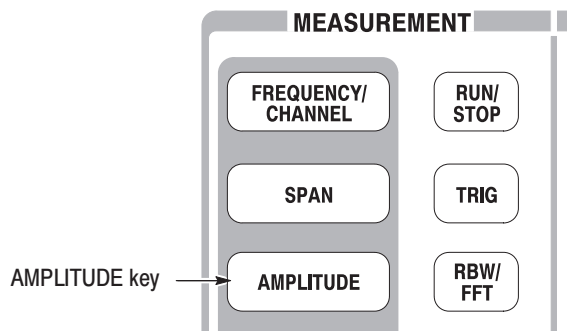 MEASUREMENT
FREQUENCY/
CHANNEL
RUN/
STOP
SPAN
TRIG
AMPLITUDE key
AMPLITUDE
RBW/
FFT